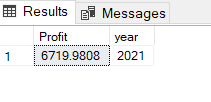 Results Messages
Profit year
1 6719.9808 2021